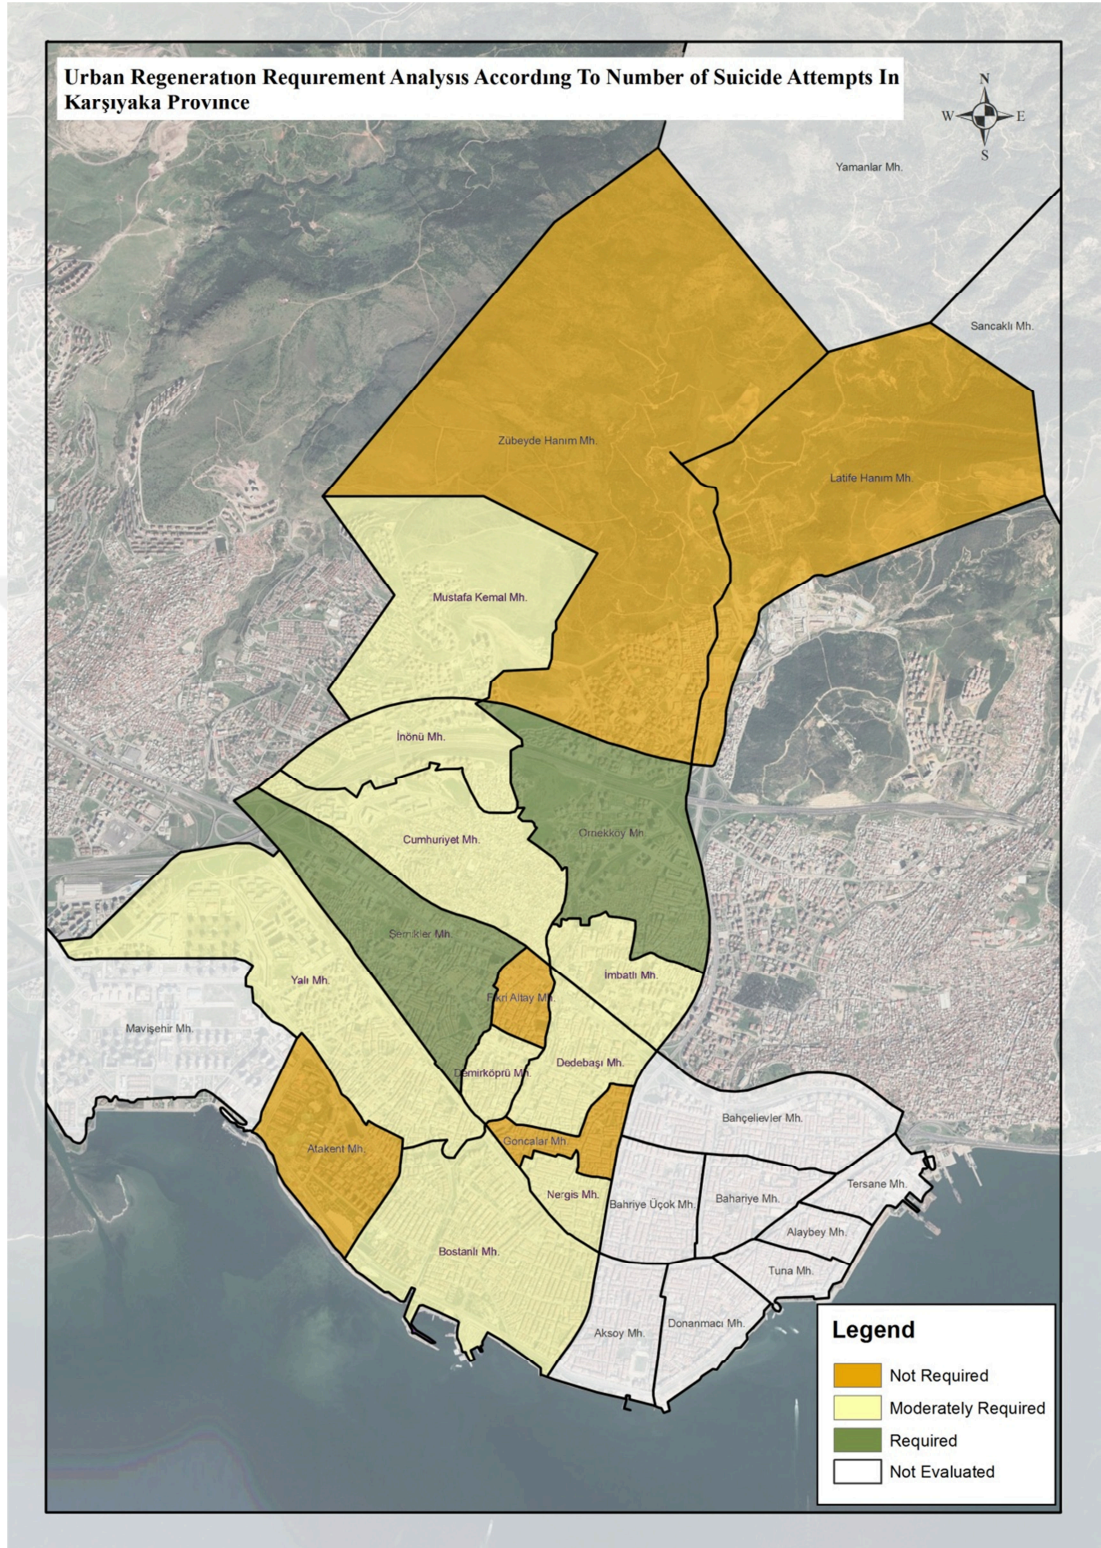 Urban Regeneratıon Requırement Analysıs Accordıng To Number of Suicide Attempts In
Karşıyaka Provınce
N
W E
S
Yamanlar Mh.
Sancaklı Mh.
Zübeyde Hanım Mh.
Latife Hanım Mh.
Mustafa Kemal Mh.
İnönü Mh.
Örnekköy Mh.
Cumhuriyet Mh.
Şemikler Mh.
İmbatlı Mh.
Yalı Mh.
Fikri Altay Mh.
Mavişehir Mh.
Dedebaşı Mh.
Demirköprü Mh.
Bahçelievler Mh.
Goncalar Mh.
Atakent Mh.
Tersane Mh.
Nergis Mh.
Bahriye Üçok Mh.
Bahariye Mh.
Alaybey Mh.
Bostanlı Mh.
Tuna Mh.
Donanmacı Mh.
Aksoy Mh.
Legend
Not Required
Moderately Required
Required
Not Evaluated